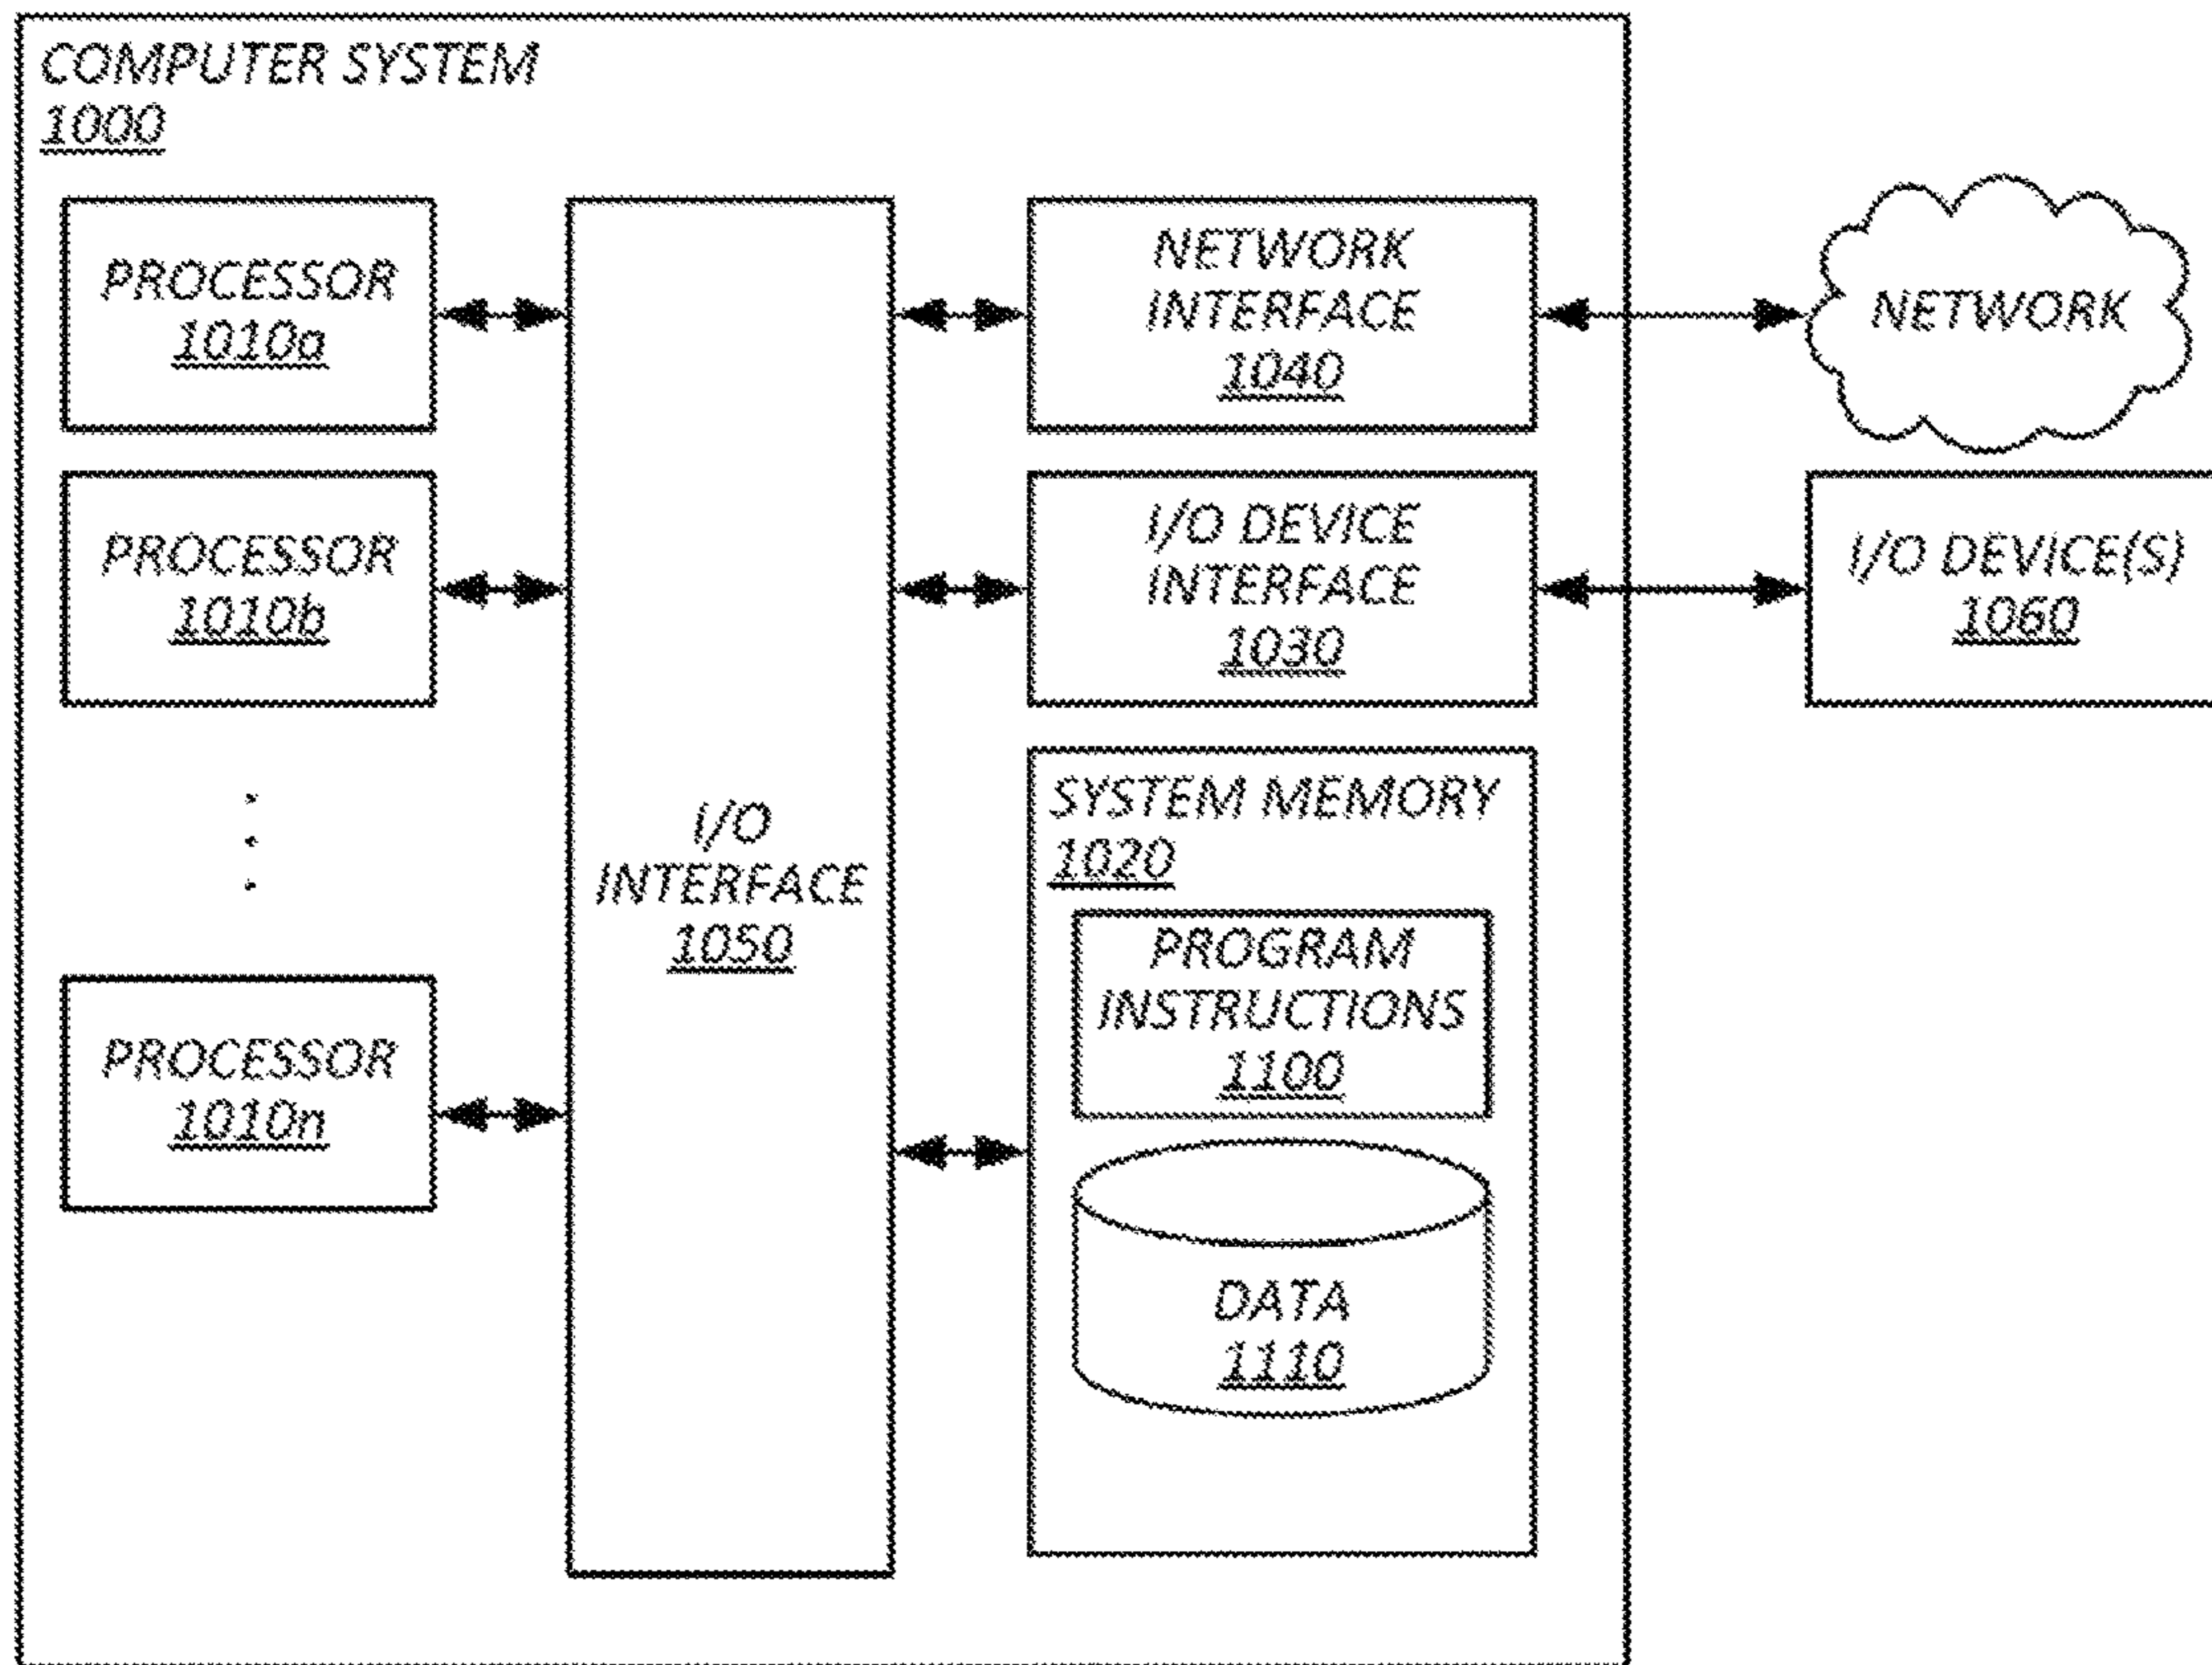 COMPUTER SYSTEM
1000
PROCESSOR
1010a
PROCESSOR
1010b
PROCESSOR
1010n
I/O
INTERFACE
1050
NETWORK
INTERFACE
1040
I/O DEVICE
INTERFACE
1030
SYSTEM MEMORY
1020
PROGRAM
INSTRUCTIONS
1100
DATA
1110
NETWORK
I/O DEVICE(S)
1060